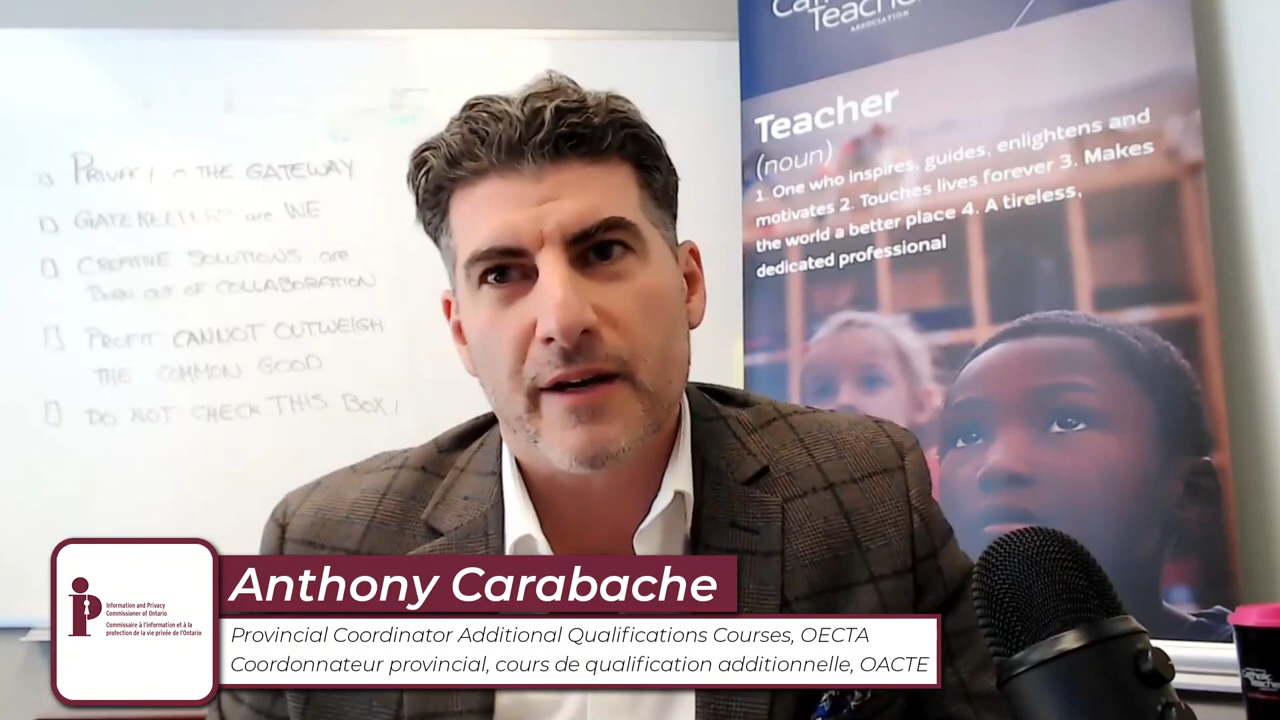 Teacher
ASSOCIATION
PRIVACY THE GATEWAY
are WE
CREATIVE SOLUTIONS are
BORN OUT OF COLLABORATION
PROFIT CANNOT OUTWEIGH
THE COMMON GOOD
DO NOT CHECK THIS BOX!
Teacher
(noun)
1. One who inspires, guides, enlightens and
motivates 2. Touches lives forever 3. Makes
the world a better place 4. A tireless,
dedicated professional
Information and Privacy
Commissioner of Ontario
Commissaire à l'information et à la
protection de la vie privée de l'Ontario
Anthony Carabache
Provincial Coordinator Additional Qualifications Courses, OECTA
Coordonnateur provincial, cours de qualification additionnelle, OACTE
Catholic
Teacher